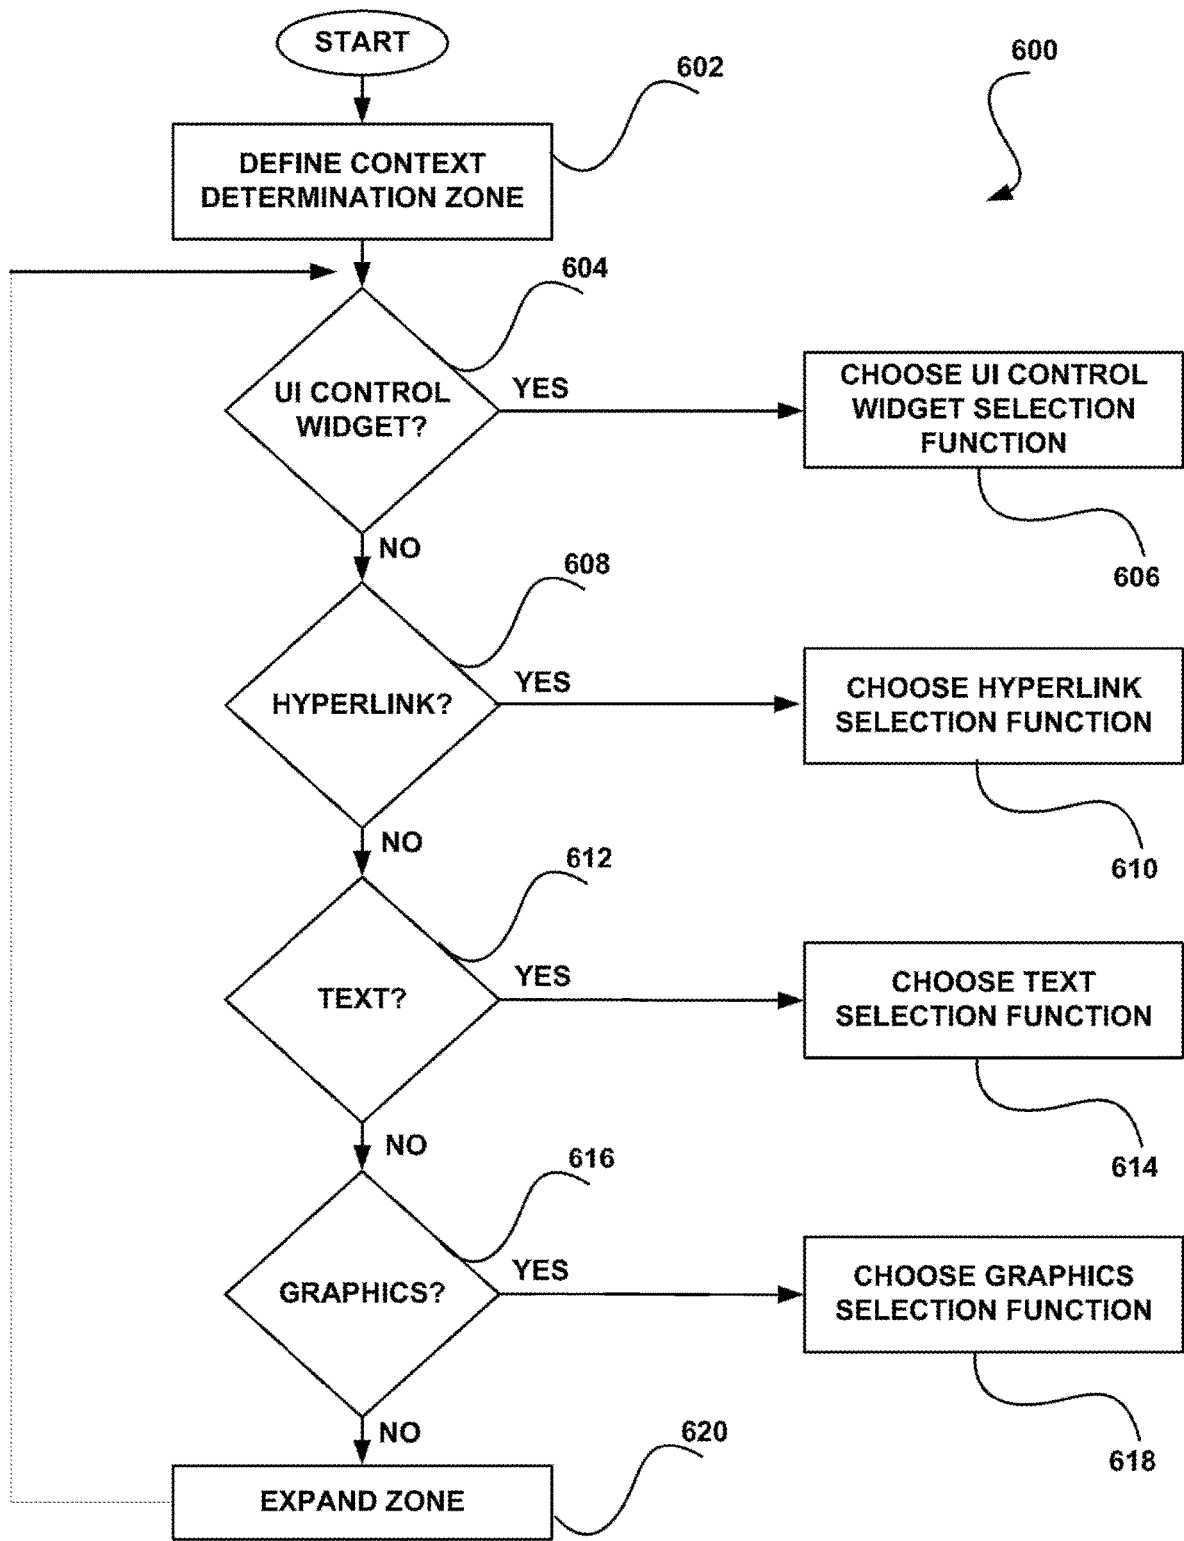 START
602
600
DEFINE CONTEXT
DETERMINATION ZONE
604
UI CONTROL
WIDGET?
YES
CHOOSE UI CONTROL
WIDGET SELECTION
FUNCTION
606
NO
608
HYPERLINK?
YES
CHOOSE HYPERLINK
SELECTION FUNCTION
610
NO
612
TEXT?
YES
CHOOSE TEXT
SELECTION FUNCTION
614
NO
616
GRAPHICS?
YES
CHOOSE GRAPHICS
SELECTION FUNCTION
618
NO
620
EXPAND ZONE